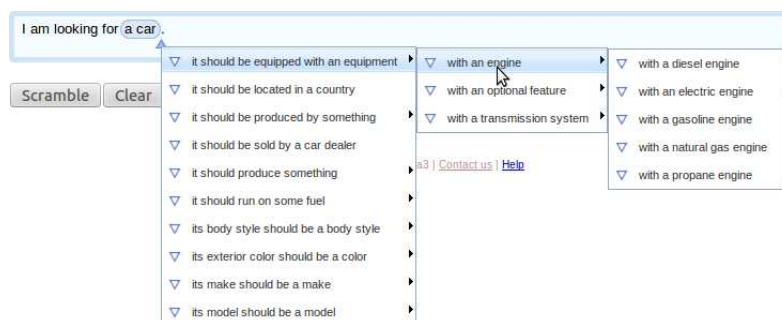 I am looking for a car.
it should be equipped with an equipment
it should be located in a country
it should be produced by something
it should be sold by a car dealer
it should produce something
it should run on some fuel
its body style should be a body style
its exterior color should be a color
its make should be a make
its model should be a model
with an engine
with an optional feature
with a transmission system
with a diesel engine
with an electric engine
with a gasoline engine
with a natural gas engine
with a propane engine
Scramble Clear
a3 | Contact us | Help